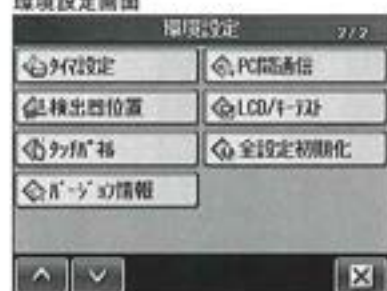 環境設定画面
環境設定 2/2
ﾀｲﾏ設定
PC間通信
検出器位置
LCD/ｷｰﾃｽﾄ
ﾀｯﾁﾊﾟﾈﾙ
全設定初期化
ﾊﾞｰｼﾞｮﾝ情報